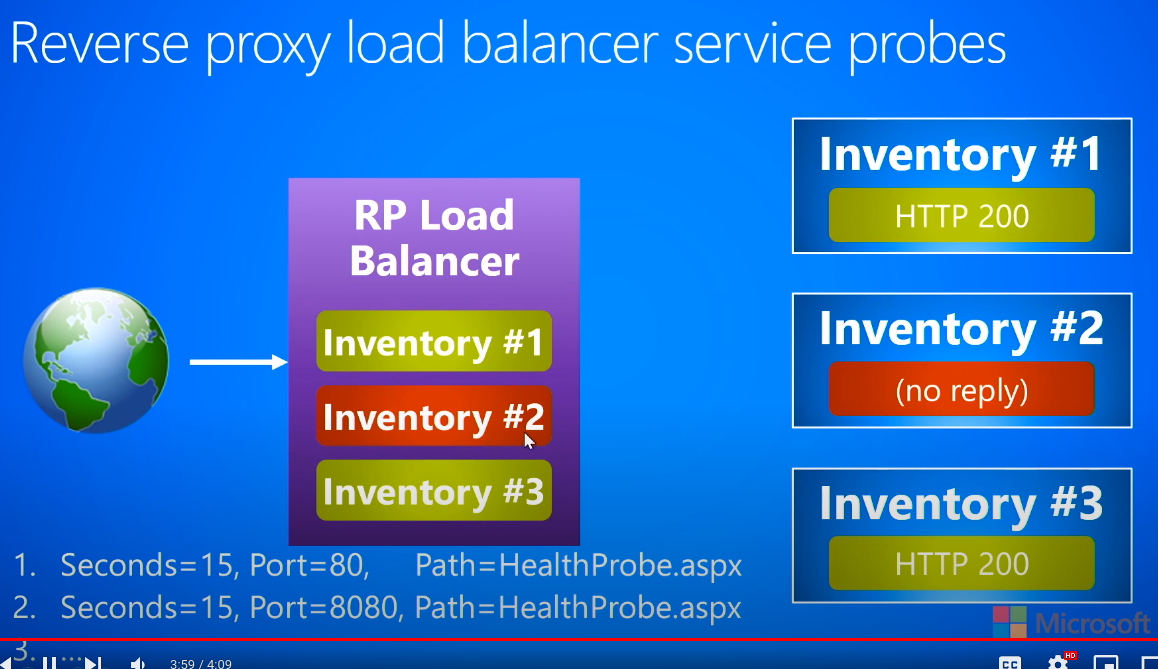 Reverse proxy load balancer service probes
Inventory #1
HTTP 200
RP Load
Balancer
Inventory #1
Inventory #2
Inventory #3
Inventory #2
(no reply)
Inventory #3
HTTP 200
1. Seconds=15, Port=80, Path=HealthProbe.aspx
2. Seconds=15, Port=8080, Path=HealthProbe.aspx
3. ...
Microsoft
3:59 / 4:09
CC
HD